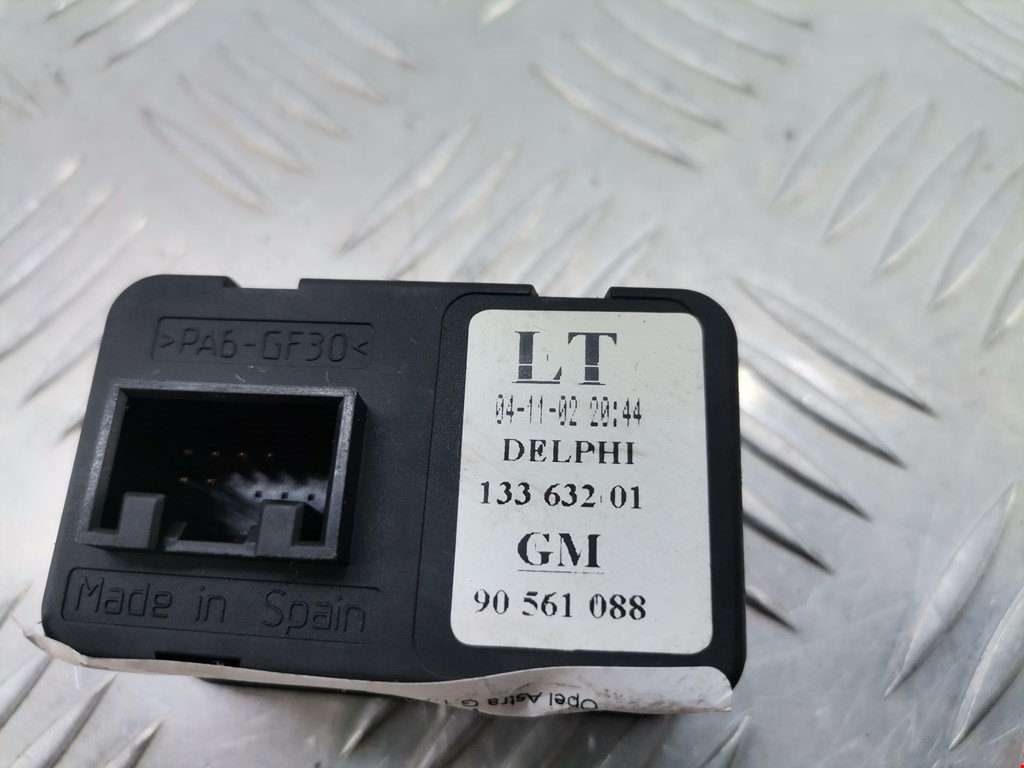 >PA6-GF30<
Made in Spain
LT
04-11-02 20:44
DELPHI
133 632 01
GM
90 561 088
Opel Astra G